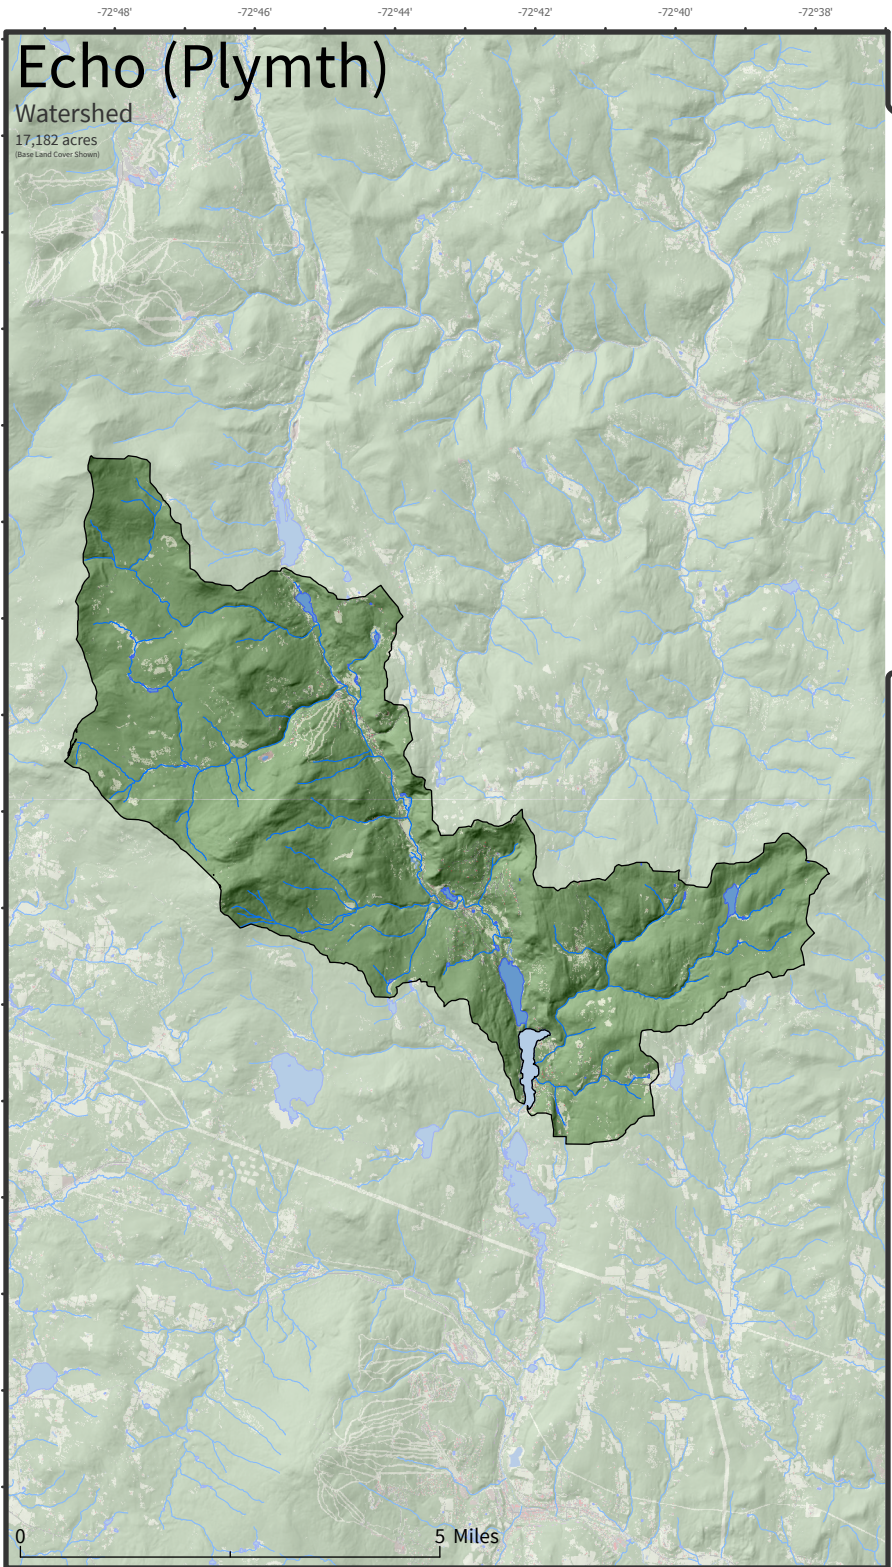 -72°48' -72°46' -72°44' -72°42' -72°40' -72°38'
Echo (Plymth)
Watershed
17,182 acres
(Base Land Cover Shown)
0 5 Miles